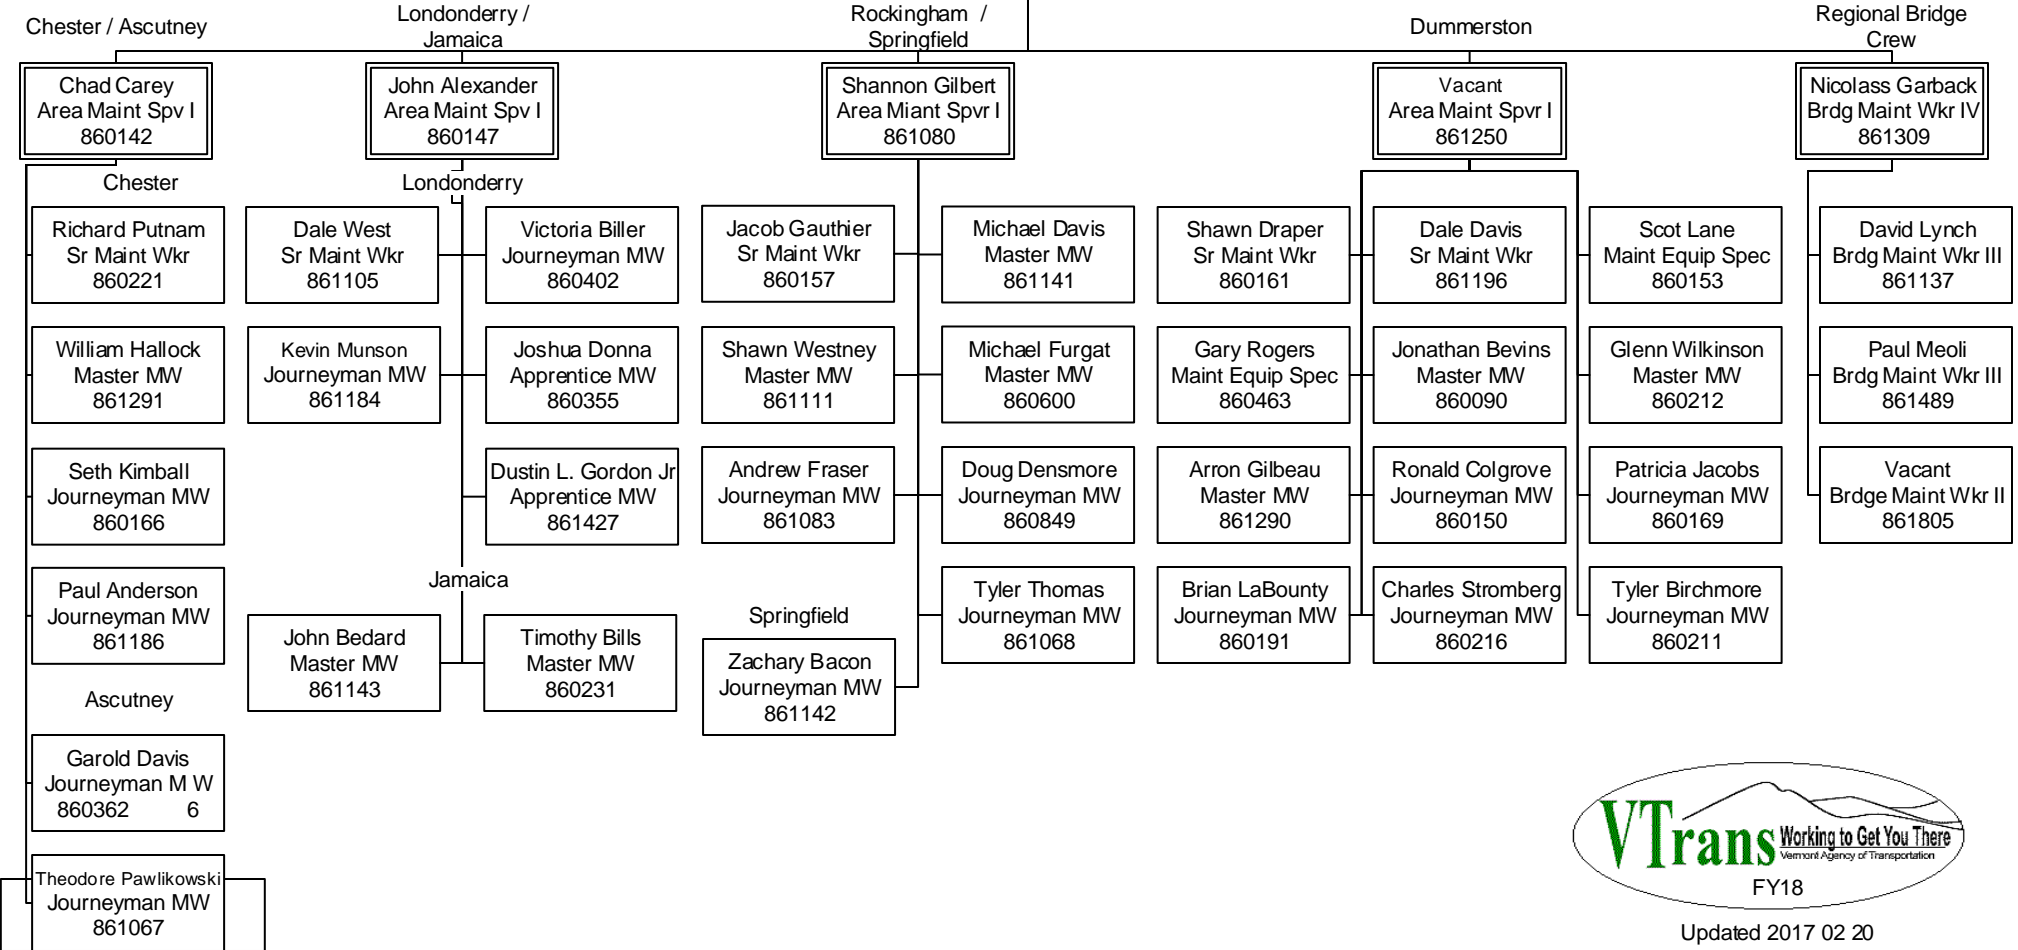 Chester / Ascutney
Chad Carey
Area Maint Spv I
860142
Chester
Richard Putnam
Sr Maint Wkr
860221
William Hallock
Master MW
861291
Seth Kimball
Journeyman MW
860166
Paul Anderson
Journeyman MW
861186
Ascutney
Garold Davis
Journeyman M W
860362 6
Theodore Pawlikowski
Journeyman MW
861067
Londonderry /
Jamaica
John Alexander
Area Maint Spv I
860147
Londonderry
Dale West
Sr Maint Wkr
861105
Victoria Biller
Journeyman MW
860402
Kevin Munson
Journeyman MW
861184
Joshua Donna
Apprentice MW
860355
Dustin L. Gordon Jr
Apprentice MW
861427
Jamaica
John Bedard
Master MW
861143
Timothy Bills
Master MW
860231
Rockingham /
Springfield
Shannon Gilbert
Area Miant Spvr I
861080
Jacob Gauthier
Sr Maint Wkr
860157
Michael Davis
Master MW
861141
Shawn Westney
Master MW
861111
Michael Furgat
Master MW
860600
Andrew Fraser
Journeyman MW
861083
Doug Densmore
Journeyman MW
860849
Tyler Thomas
Journeyman MW
861068
Springfield
Zachary Bacon
Journeyman MW
861142
Dummerston
Vacant
Area Maint Spvr I
861250
Shawn Draper
Sr Maint Wkr
860161
Dale Davis
Sr Maint Wkr
861196
Scot Lane
Maint Equip Spec
860153
Gary Rogers
Maint Equip Spec
860463
Jonathan Bevins
Master MW
860090
Glenn Wilkinson
Master MW
860212
Arron Gilbeau
Master MW
861290
Ronald Colgrove
Journeyman MW
860150
Patricia Jacobs
Journeyman MW
860169
Brian LaBounty
Journeyman MW
860191
Charles Stromberg
Journeyman MW
860216
Tyler Birchmore
Journeyman MW
860211
Regional Bridge
Crew
Nicolass Garback
Brdg Maint Wkr IV
861309
David Lynch
Brdg Maint Wkr III
861137
Paul Meoli
Brdg Maint Wkr III
861489
Vacant
Brdge Maint Wkr II
861805
VTrans Working to Get You There
Vermont Agency of Transportation
FY18
Updated 2017 02 20